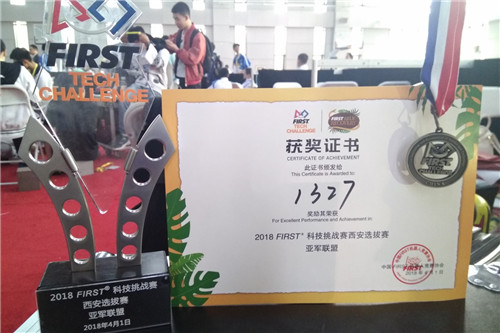 FIRST
TECH
CHALLENGE
2018 FIRST® 科技挑战赛
西安选拔赛
亚军联盟
2018年4月1日
FIRST
TECH
CHALLENGE
获奖证书
CERTIFICATE OF ACHIEVEMENT
此证书颁发给
This Certificate is Awarded to:
1327
奖励其荣获
For Excellent Performance and Achievement in:
2018 FIRST® 科技挑战赛西安选拔赛
亚军联盟